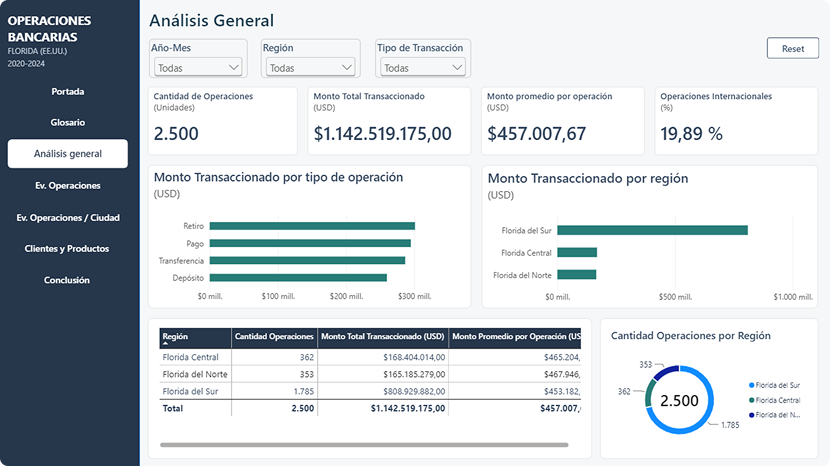 OPERACIONES
BANCARIAS
FLORIDA (EE.UU.)
2020-2024
Portada
Glosario
Análisis general
Ev. Operaciones
Ev. Operaciones / Ciudad
Clientes y Productos
Conclusión
Análisis General
Año-Mes
Todas
Región
Todas
Tipo de Transacción
Todas
Reset
Cantidad de Operaciones
(Unidades)
2.500
Monto Total Transaccionado
(USD)
$1.142.519.175,00
Monto promedio por operación
(USD)
$457.007,67
Operaciones Internacionales
(%)
19,89 %
Monto Transaccionado por tipo de operación
(USD)
Retiro
Pago
Transferencia
Depósito
$0 mill. $100 mill. $200 mill. $300 mill.
Monto Transaccionado por región
(USD)
Florida del Sur
Florida Central
Florida del Norte
$0 mill. $500 mill. $1.000 mill.
Región Cantidad Operaciones Monto Total Transaccionado (USD) Monto Promedio por Operación (US
Florida Central 362 $168.404.014,00 $465.204,
Florida del Norte 353 $165.185.279,00 $467.946,
Florida del Sur 1.785 $808.929.882,00 $453.182,
Total 2.500 $1.142.519.175,00 $457.007,
Cantidad Operaciones por Región
353
362
2.500
1.785
Florida del Sur
Florida Central
Florida del N...